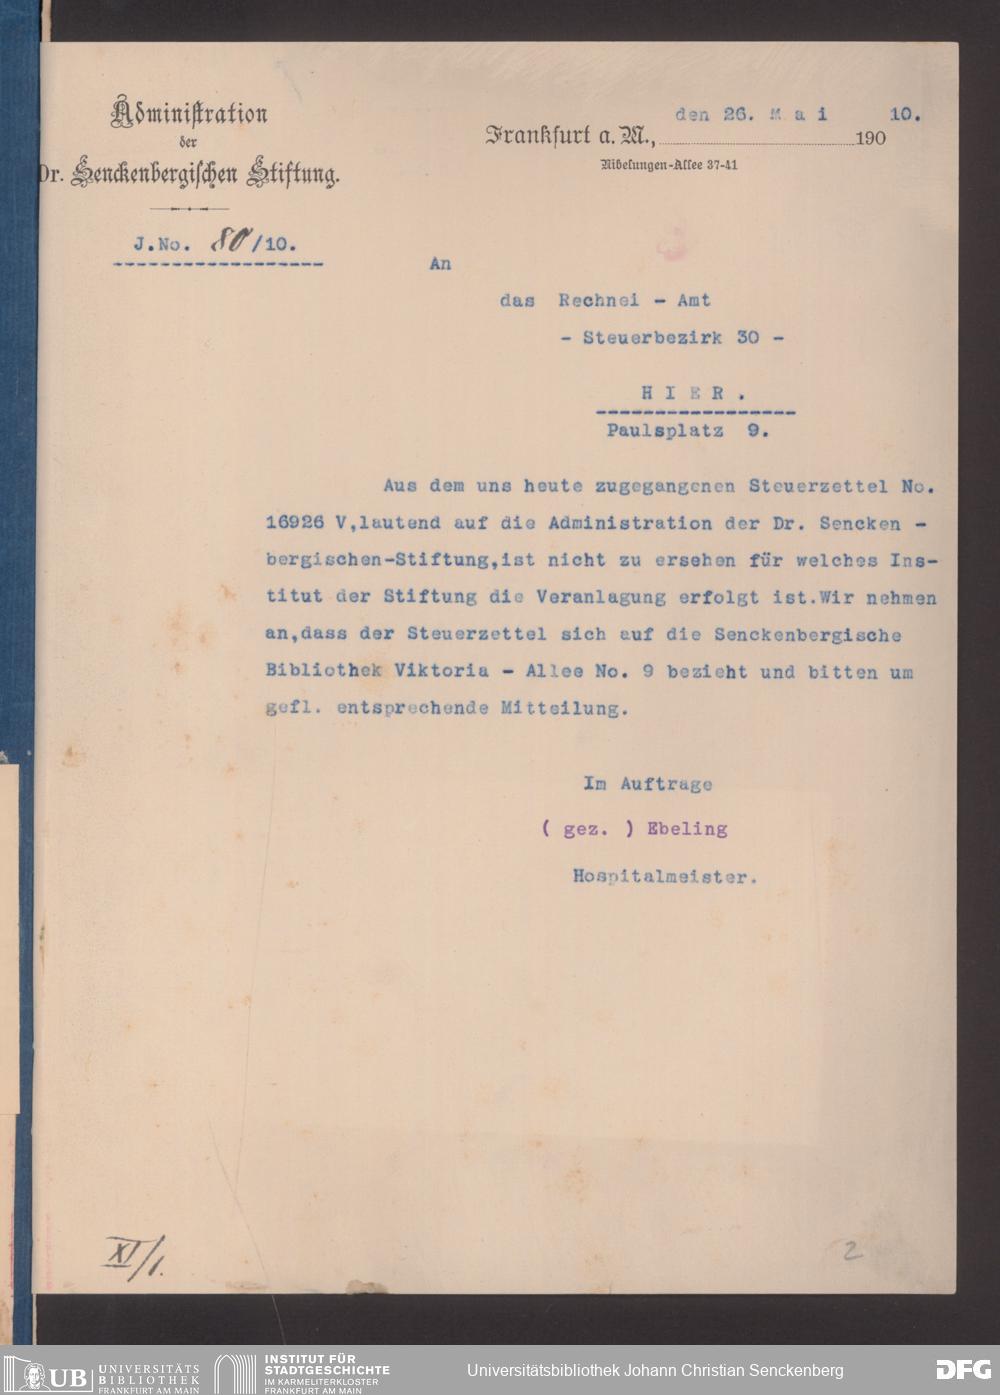 Administration
der
Dr. Senckenbergischen Stiftung.
J.No. 80/10.
den 26. M a i 10.
Frankfurt a. M., 190
Nibelungen-Allee 37-41
An
das Rechnei - Amt
- Steuerbezirk 30 -
H I E R .
Paulsplatz 9.
Aus dem uns heute zugegangenen Steuerzettel No.
16926 V,lautend auf die Administration der Dr. Sencken -
bergischen-Stiftung,ist nicht zu ersehen für welches Ins-
titut der Stiftung die Veranlagung erfolgt ist.Wir nehmen
an,dass der Steuerzettel sich auf die Senckenbergische
Bibliothek Viktoria - Allee No. 9 bezieht und bitten um
gefl. entsprechende Mitteilung.
Im Auftrage
( gez. ) Ebeling
Hospitalmeister.
XI/1.
2
UB UNIVERSITÄTS
BIBLIOTHEK
FRANKFURT AM MAIN
INSTITUT FÜR
STADTGESCHICHTE
IM KARMELITERKLOSTER
FRANKFURT AM MAIN
Universitätsbibliothek Johann Christian Senckenberg
DFG